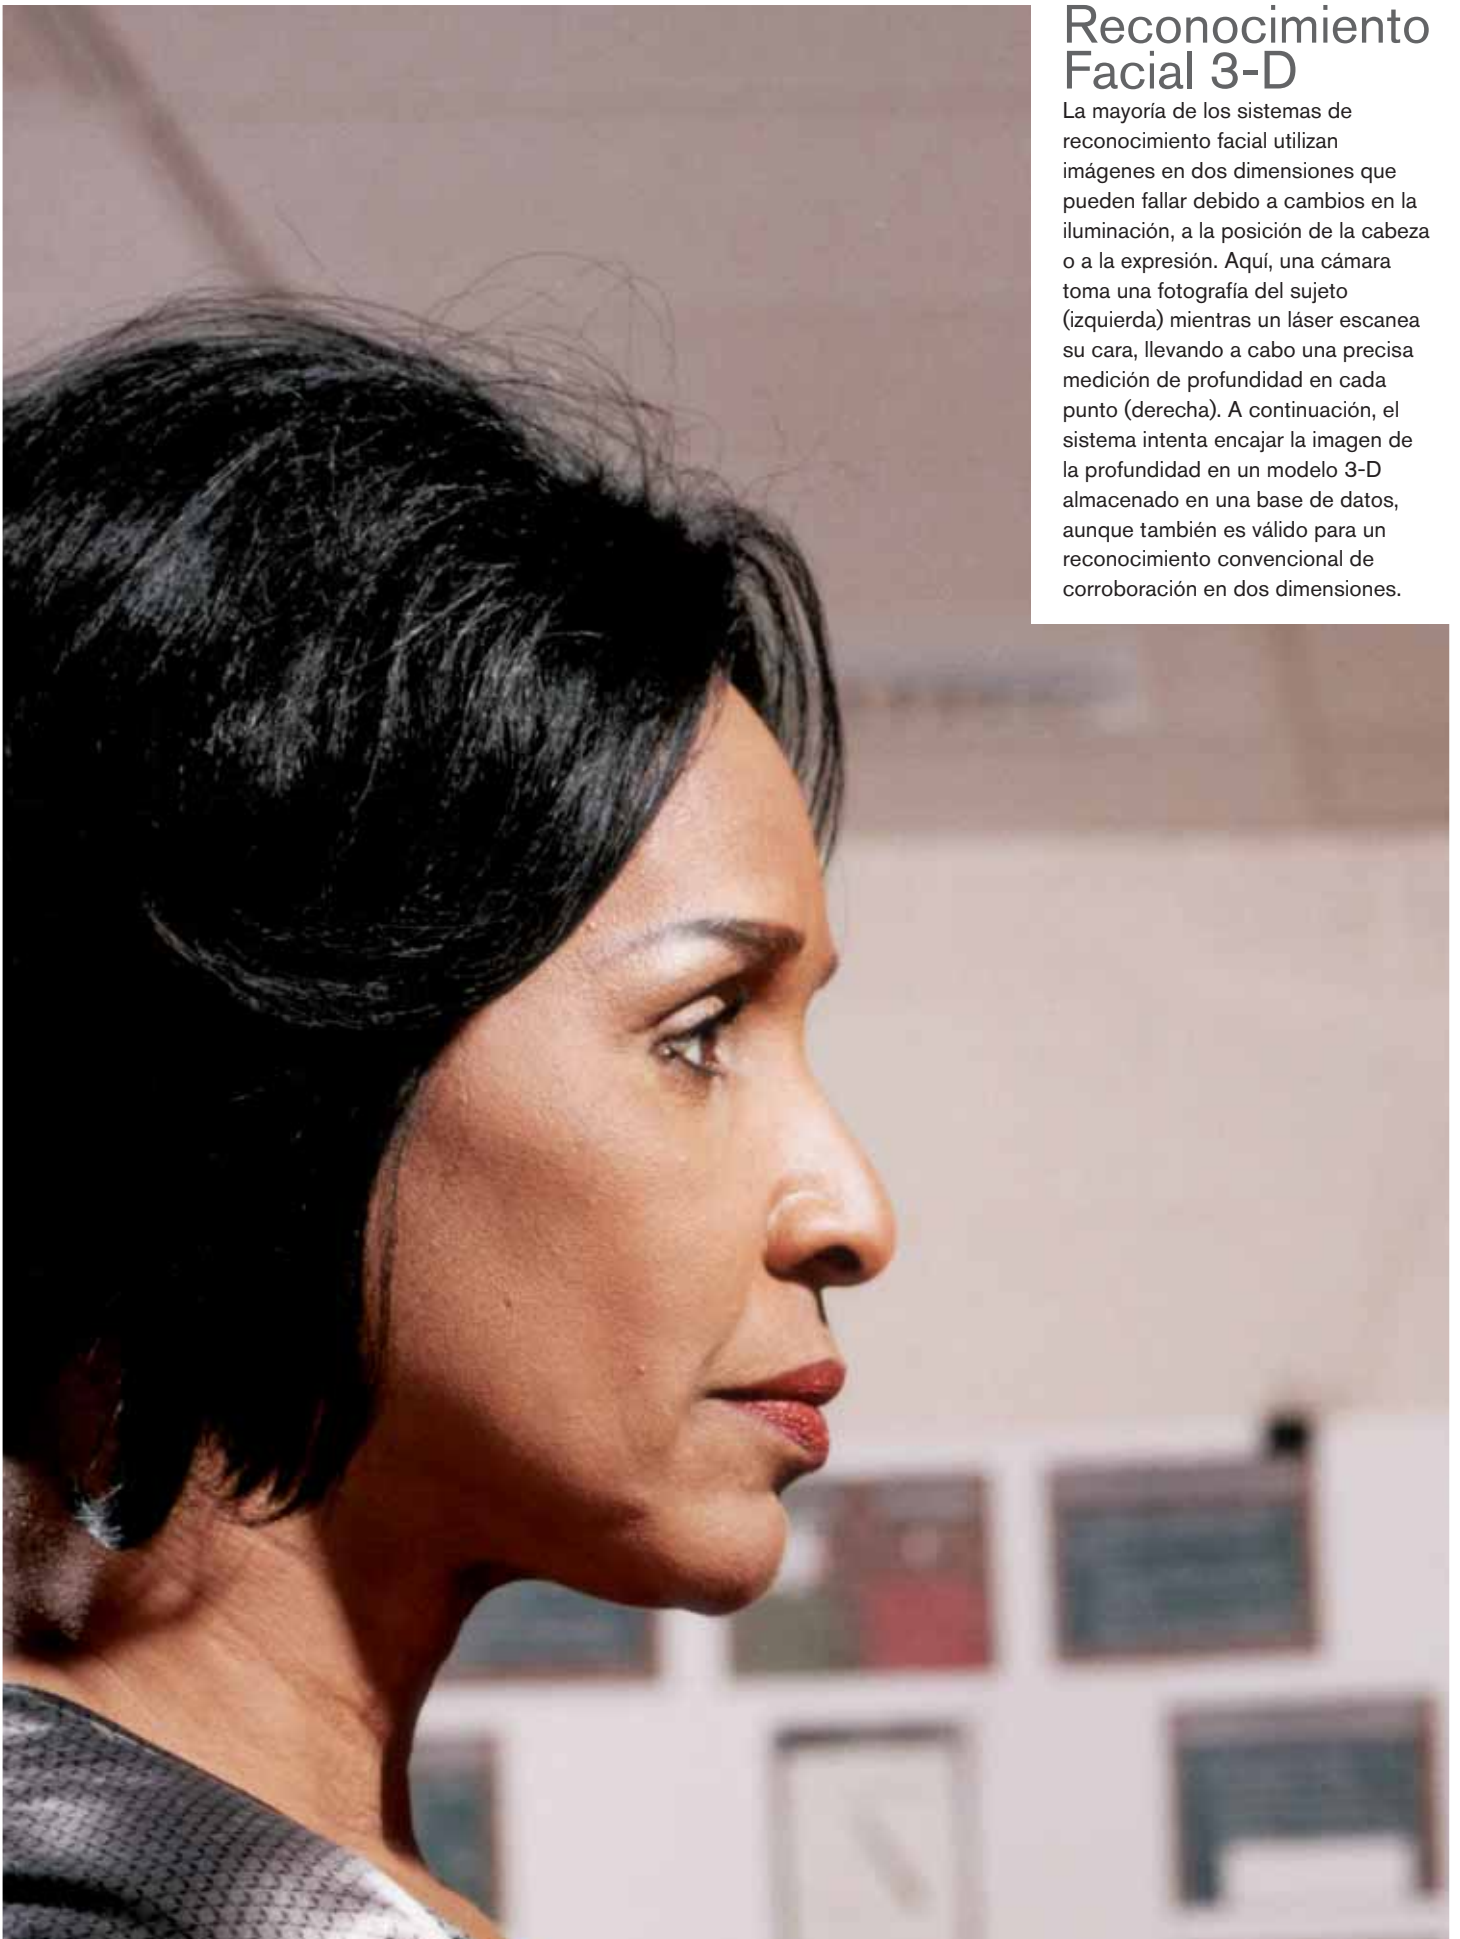 Reconocimiento
Facial 3-D
La mayoría de los sistemas de
reconocimiento facial utilizan
imágenes en dos dimensiones que
pueden fallar debido a cambios en la
iluminación, a la posición de la cabeza
o a la expresión. Aquí, una cámara
toma una fotografía del sujeto
(izquierda) mientras un láser escanea
su cara, llevando a cabo una precisa
medición de profundidad en cada
punto (derecha). A continuación, el
sistema intenta encajar la imagen de
la profundidad en un modelo 3-D
almacenado en una base de datos,
aunque también es válido para un
reconocimiento convencional de
corroboración en dos dimensiones.